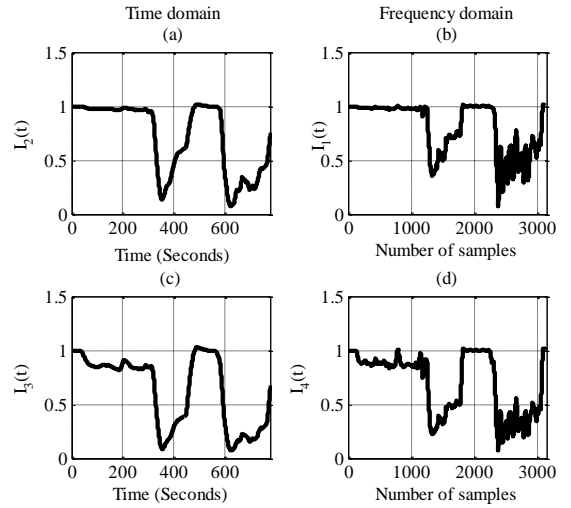 Time domain
Frequency domain
(a)
(b)
1.5
1
0.5
0
I2(t)
0 200 400 600
Time (Seconds)
1.5
1
0.5
0
I1(t)
0 1000 2000 3000
Number of samples
(c)
(d)
1.5
1
0.5
0
I3(t)
0 200 400 600
Time (Seconds)
1.5
1
0.5
0
I4(t)
0 1000 2000 3000
Number of samples